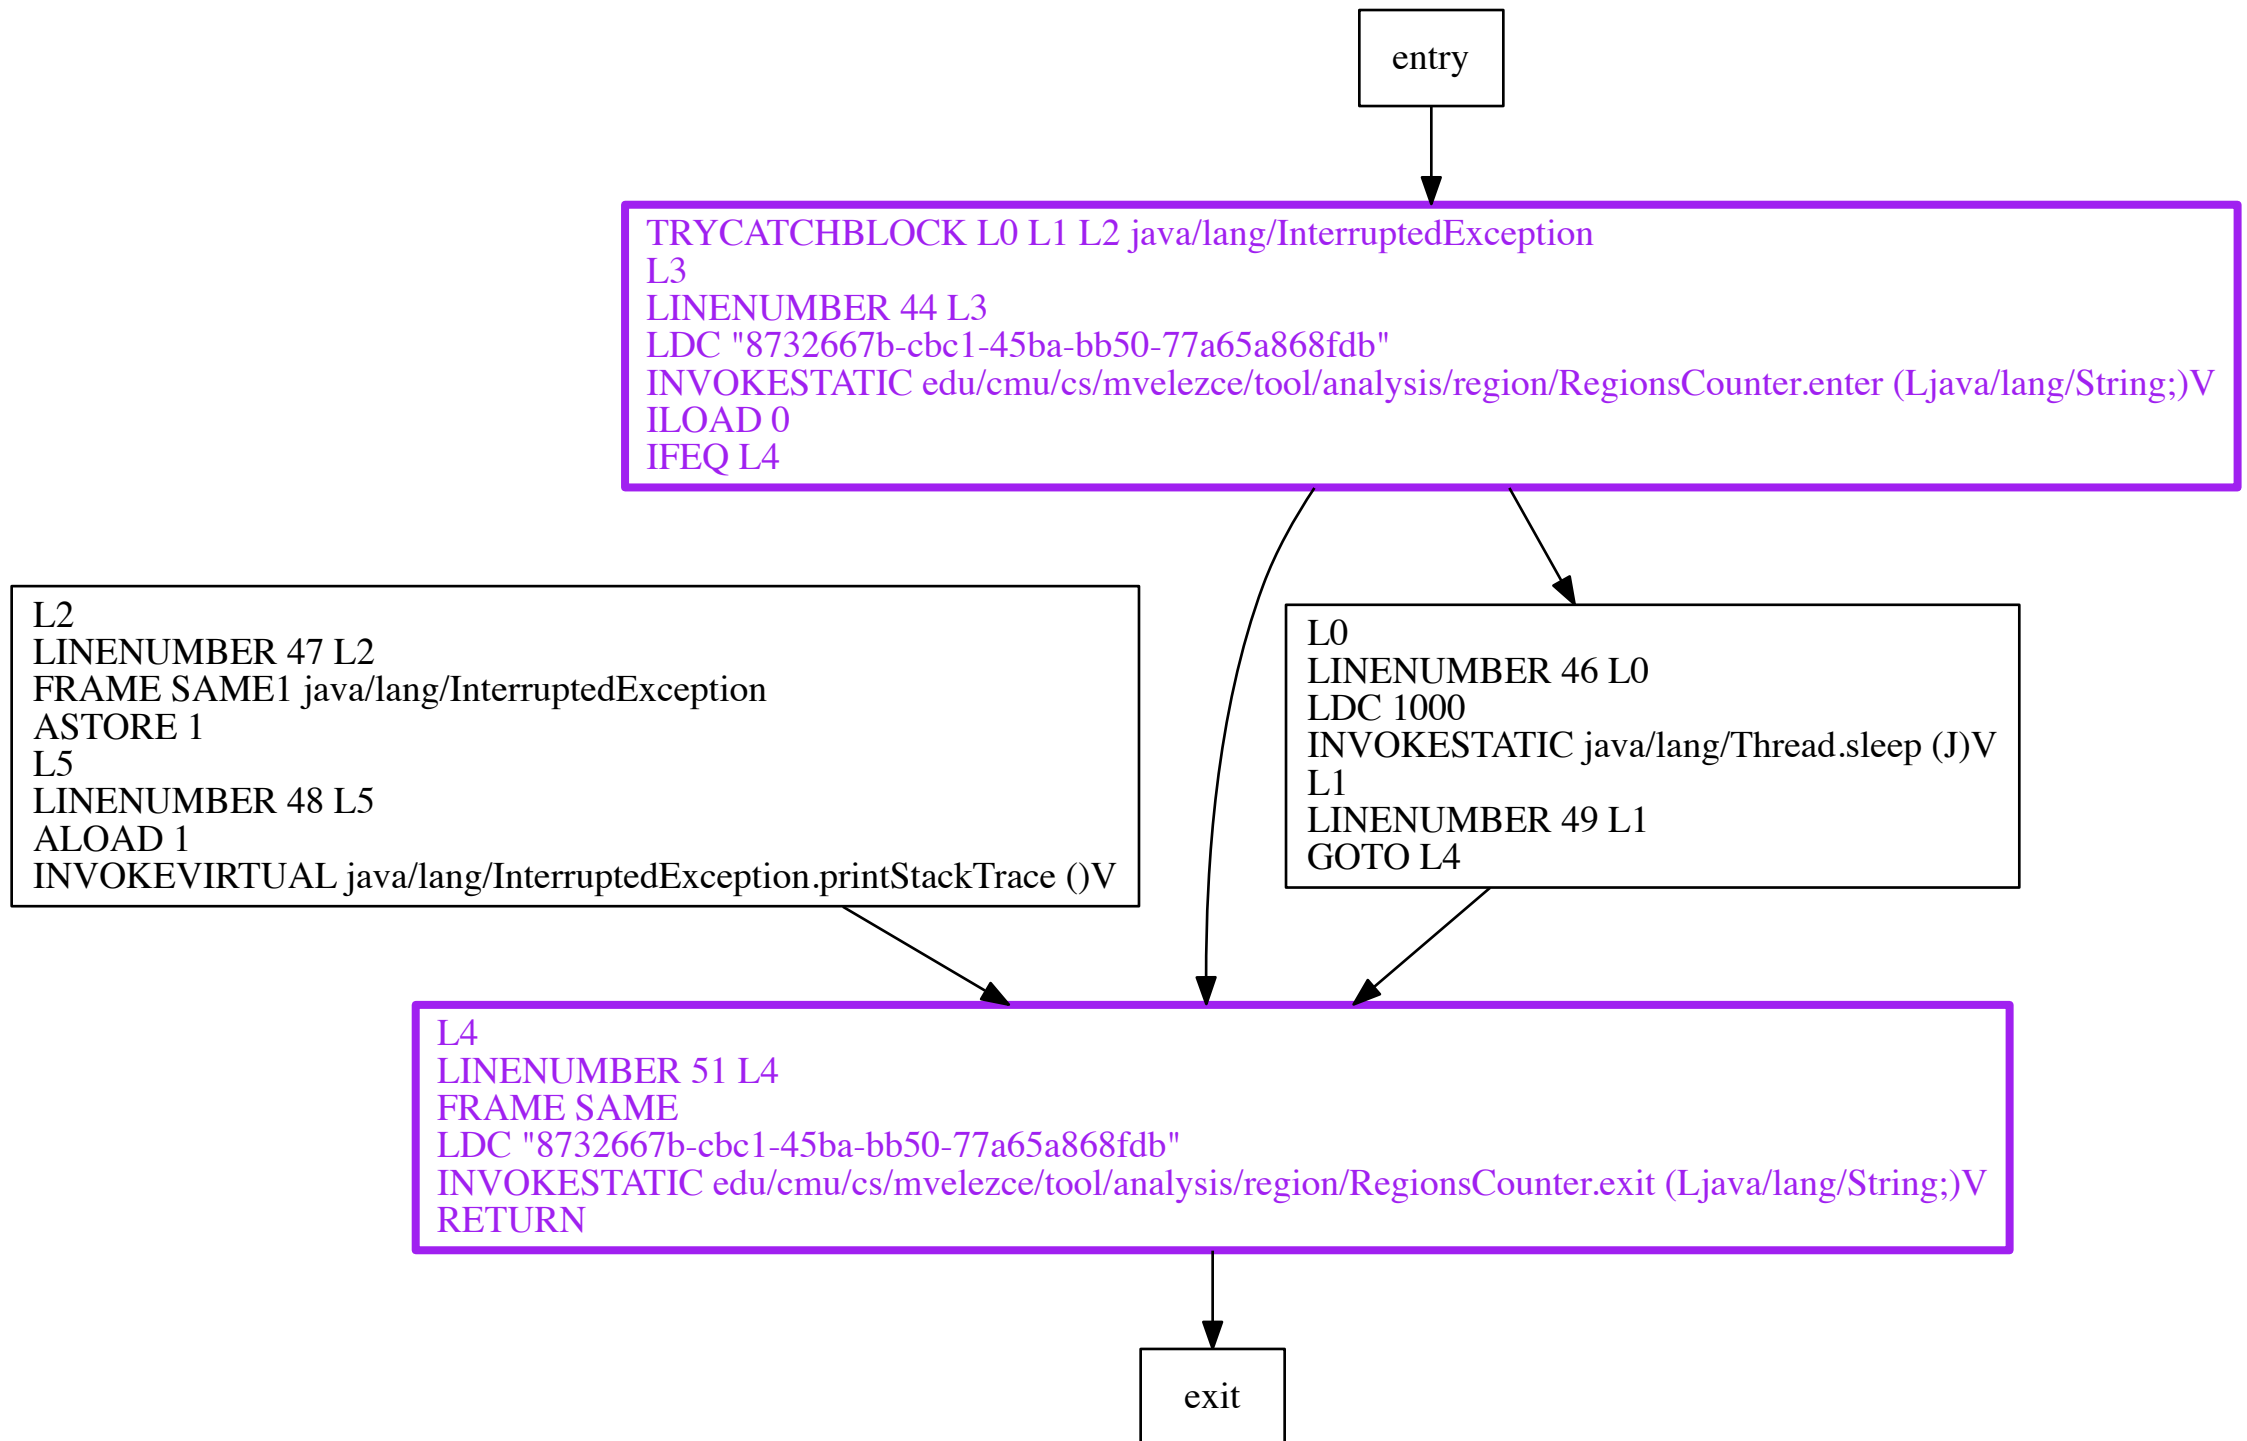 entry
TRYCATCHBLOCK L0 L1 L2 java/lang/InterruptedException
L3
LINENUMBER 44 L3
LDC "8732667b-cbc1-45ba-bb50-77a65a868fdb"
INVOKESTATIC edu/cmu/cs/mvelezce/tool/analysis/region/RegionsCounter.enter (Ljava/lang/String;)V
ILOAD 0
IFEQ L4
L2
LINENUMBER 47 L2
FRAME SAME1 java/lang/InterruptedException
ASTORE 1
L5
LINENUMBER 48 L5
ALOAD 1
INVOKEVIRTUAL java/lang/InterruptedException.printStackTrace ()V
L0
LINENUMBER 46 L0
LDC 1000
INVOKESTATIC java/lang/Thread.sleep (J)V
L1
LINENUMBER 49 L1
GOTO L4
L4
LINENUMBER 51 L4
FRAME SAME
LDC "8732667b-cbc1-45ba-bb50-77a65a868fdb"
INVOKESTATIC edu/cmu/cs/mvelezce/tool/analysis/region/RegionsCounter.exit (Ljava/lang/String;)V
RETURN
exit